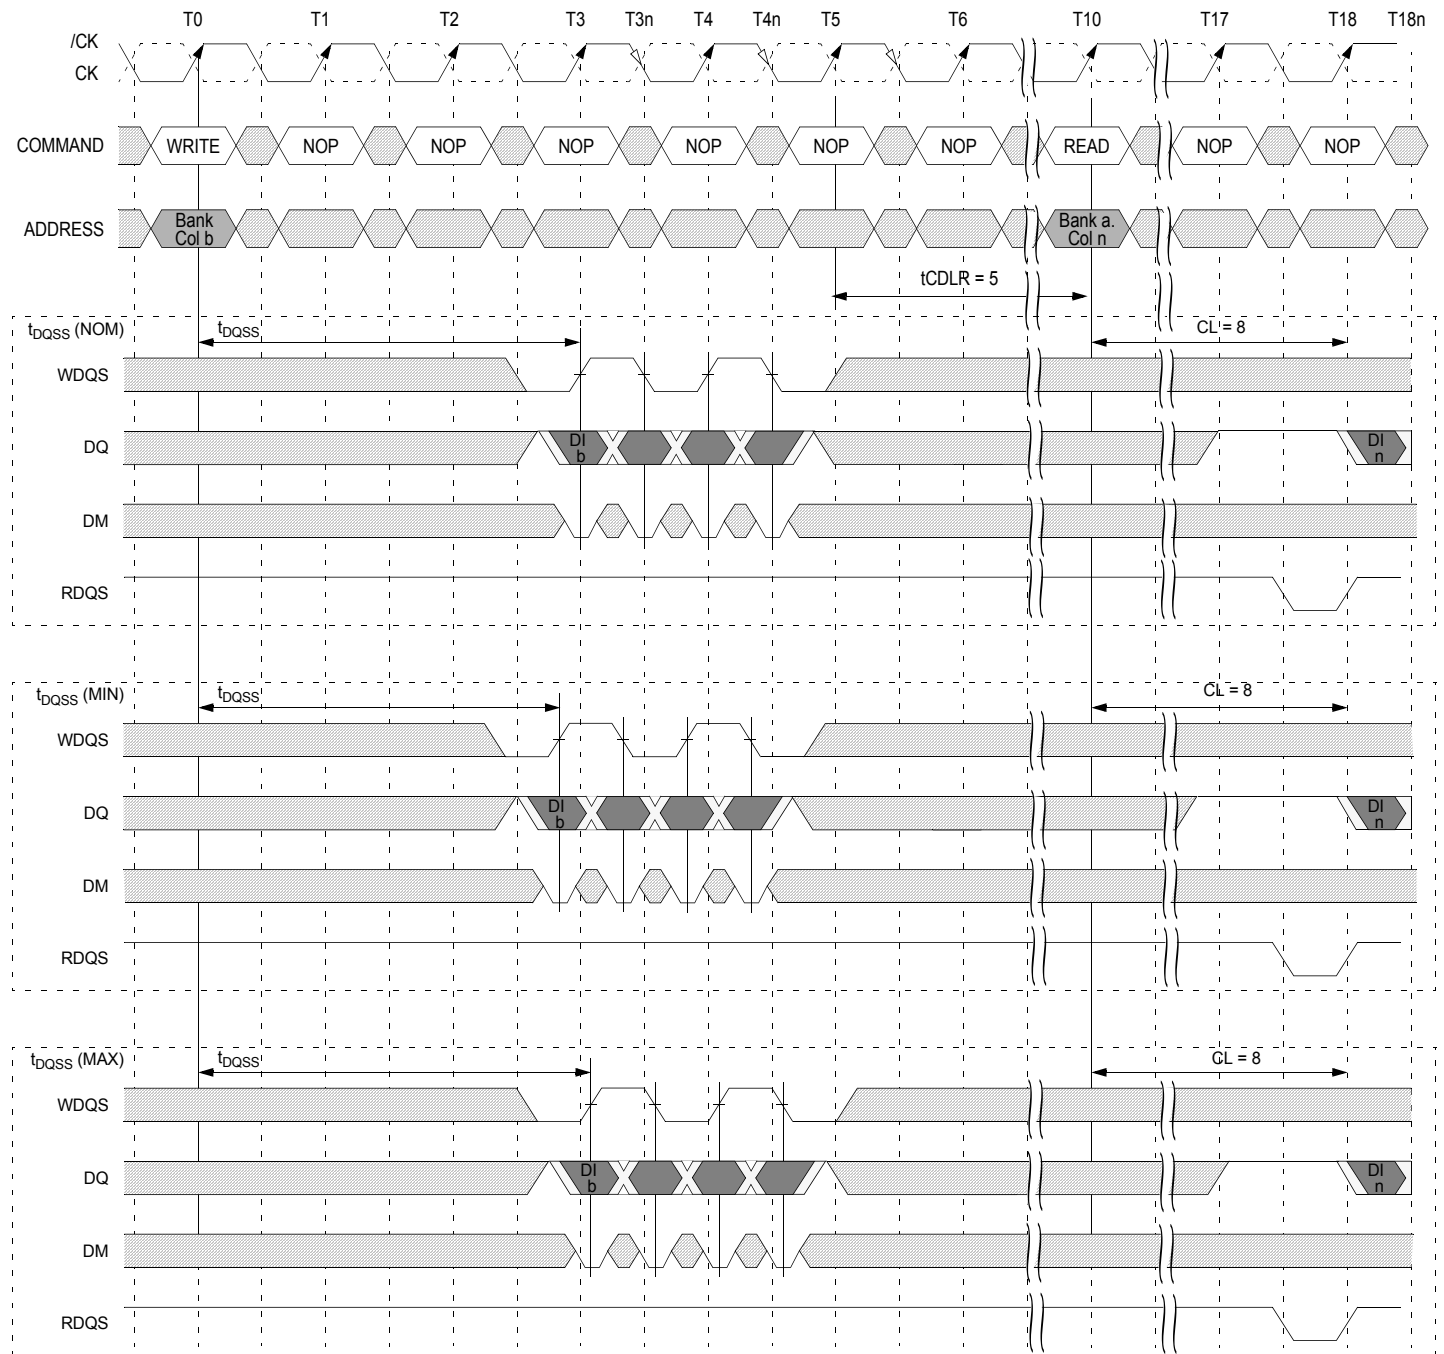 T0 T1 T2 T3 T3n T4 T4n T5 T6 T10 T17 T18 T18n
/CK
CK
COMMAND WRITE NOP NOP NOP NOP NOP NOP READ NOP NOP
ADDRESS Bank Col b Bank a. Col n
tCDLR = 5
tDQSS (NOM) tDQSS CL = 8
WDQS
DQ DI b DI n
DM
RDQS
tDQSS (MIN) tDQSS CL = 8
WDQS
DQ DI b DI n
DM
RDQS
tDQSS (MAX) tDQSS CL = 8
WDQS
DQ DI b DI n
DM
RDQS